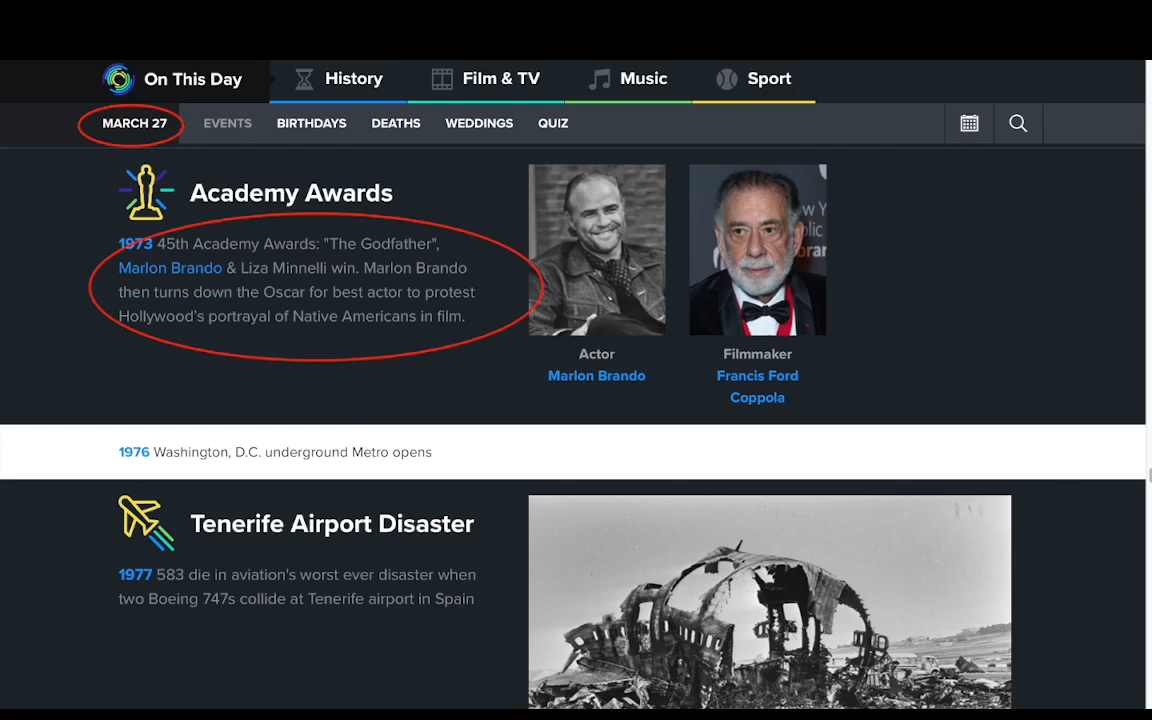 On This Day
History
Film & TV
Music
Sport
MARCH 27
EVENTS
BIRTHDAYS
DEATHS
WEDDINGS
QUIZ
Academy Awards
1973 45th Academy Awards: "The Godfather",
Marlon Brando & Liza Minnelli win. Marlon Brando
then turns down the Oscar for best actor to protest
Hollywood's portrayal of Native Americans in film.
Actor
Marlon Brando
Filmmaker
Francis Ford
Coppola
1976 Washington, D.C. underground Metro opens
Tenerife Airport Disaster
1977 583 die in aviation's worst ever disaster when
two Boeing 747s collide at Tenerife airport in Spain